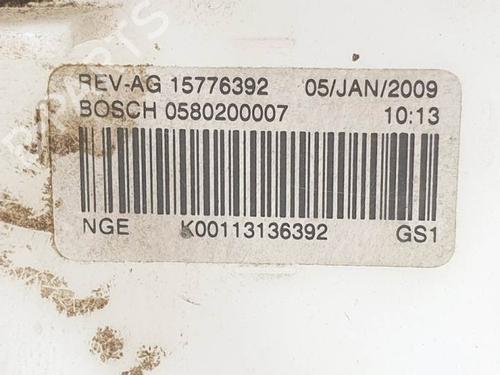 REV-AG 15776392 05/JAN/2009
BOSCH 0580200007 10:13
NGE K00113136392 GS1